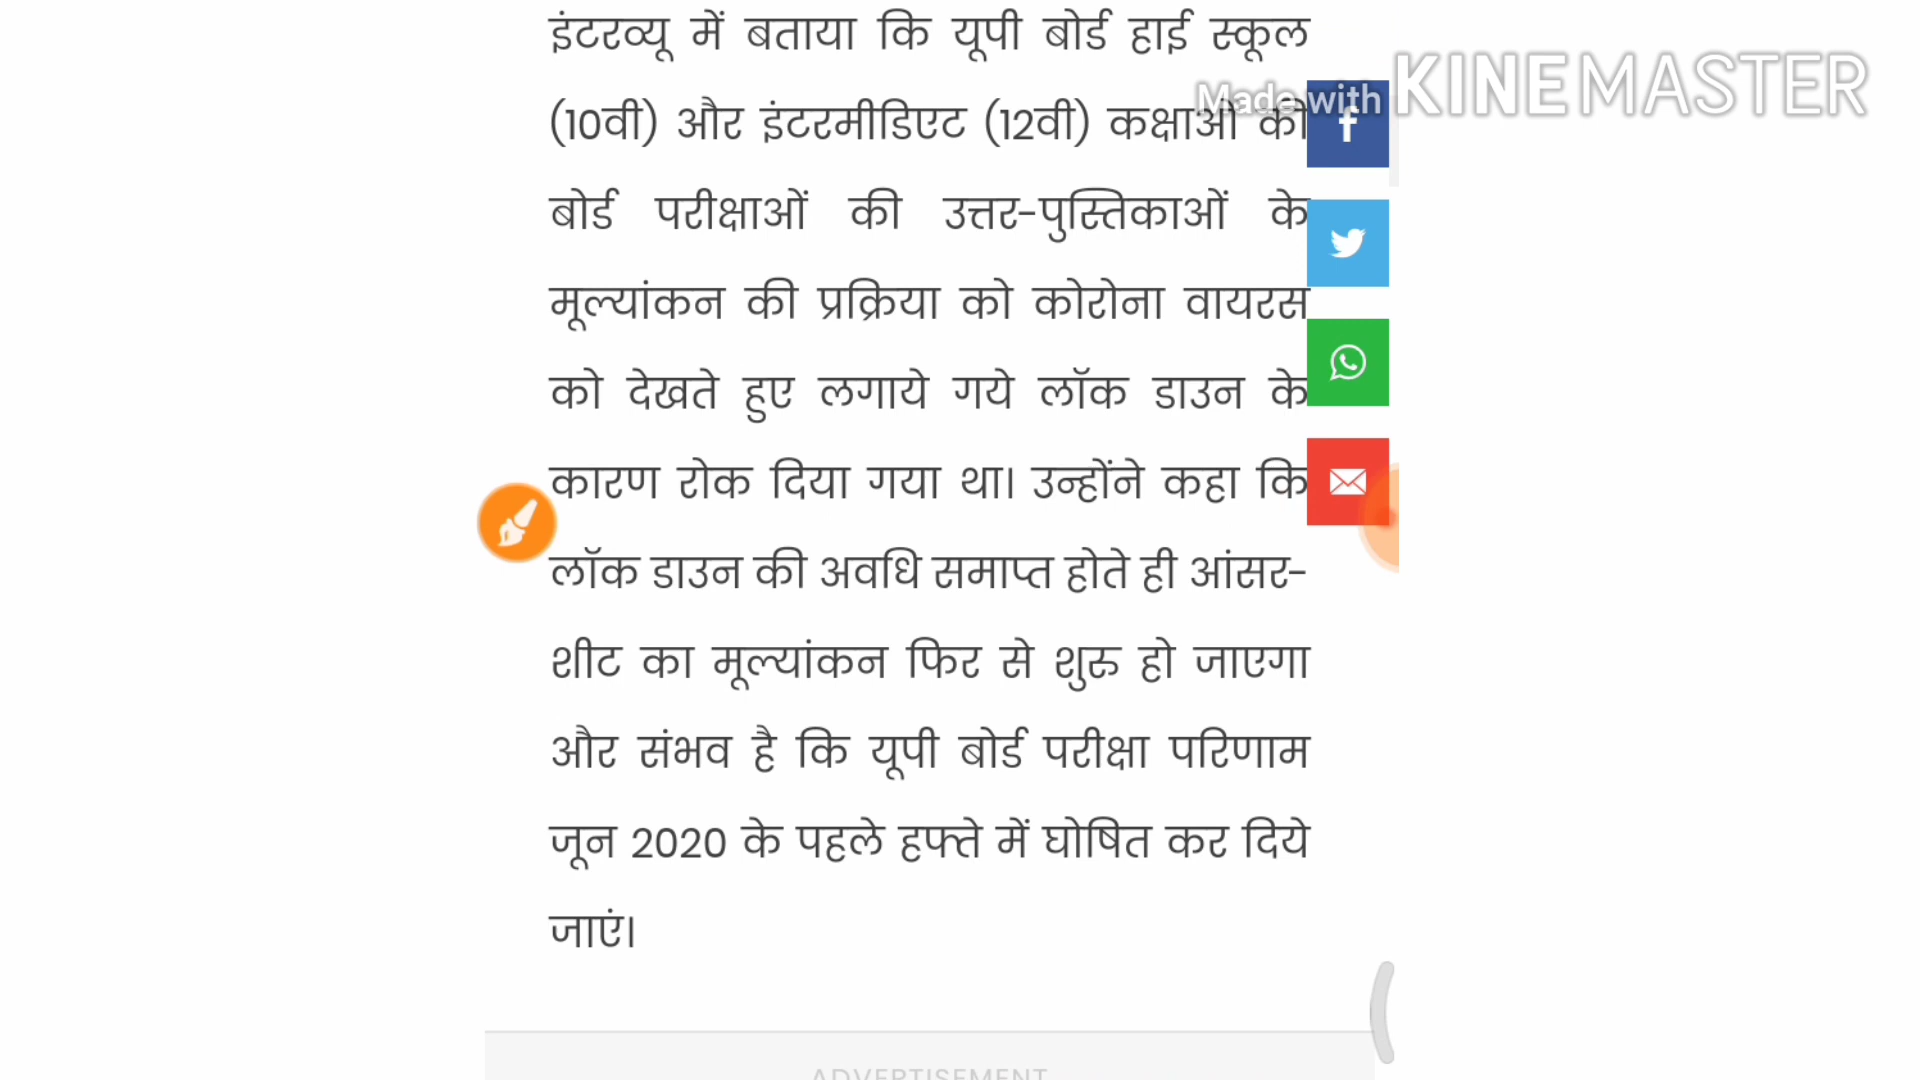 इंटरव्यू में बताया कि यूपी बोर्ड हाई स्कूल
Made with KINEMASTER
(10वी) और इंटरमीडिएट (12वी) कक्षाओं की
बोर्ड परीक्षाओं की उत्तर-पुस्तिकाओं के
मूल्यांकन की प्रक्रिया को कोरोना वायरस
को देखते हुए लगाये गये लॉक डाउन के
कारण रोक दिया गया था। उन्होंने कहा कि
लॉक डाउन की अवधि समाप्त होते ही आंसर-
शीट का मूल्यांकन फिर से शुरु हो जाएगा
और संभव है कि यूपी बोर्ड परीक्षा परिणाम
जून 2020 के पहले हफ्ते में घोषित कर दिये
जाएं।
ADVERTISEMENT